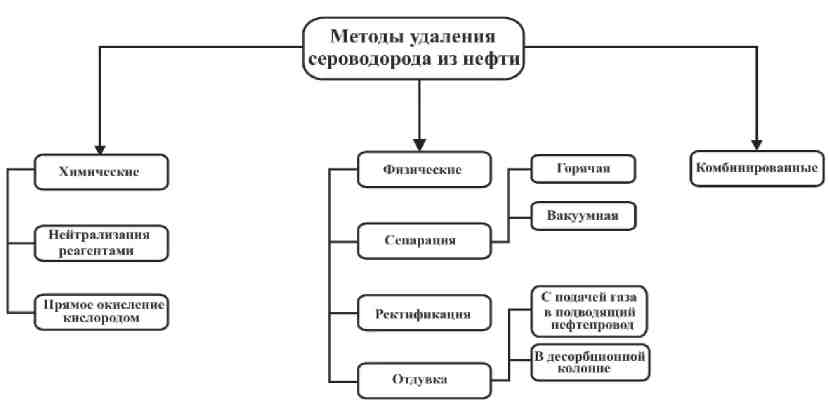 Методы удаления
сероводорода из нефти
Химические
Нейтрализация
реагентами
Прямое окисление
кислородом
Физические
Сепарация
Горячая
Вакуумная
Ректификация
Отдувка
С подачей газа
в подводящий
нефтепровод
В десорбционной
колонне
Комбинированные